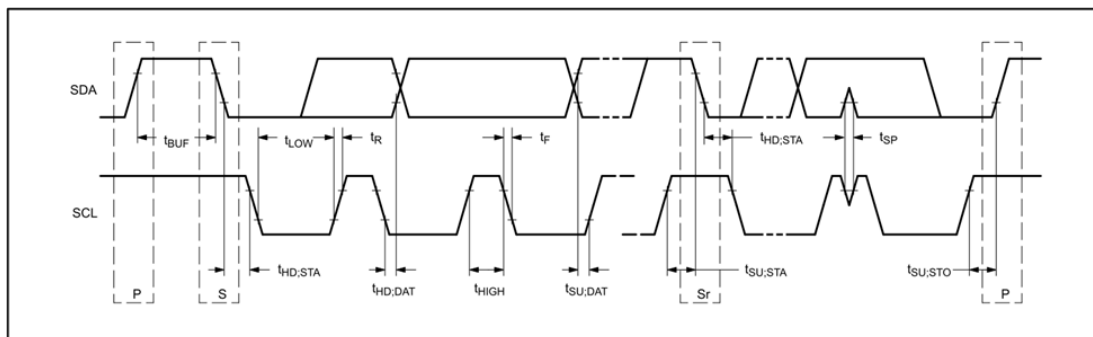 SDA
tBUF
tLOW
tR
tF
tHD;STA
tSP
SCL
tHD;STA
tHD;DAT
tHIGH
tSU;DAT
tSU;STA
tSU;STO
P
S
Sr
P